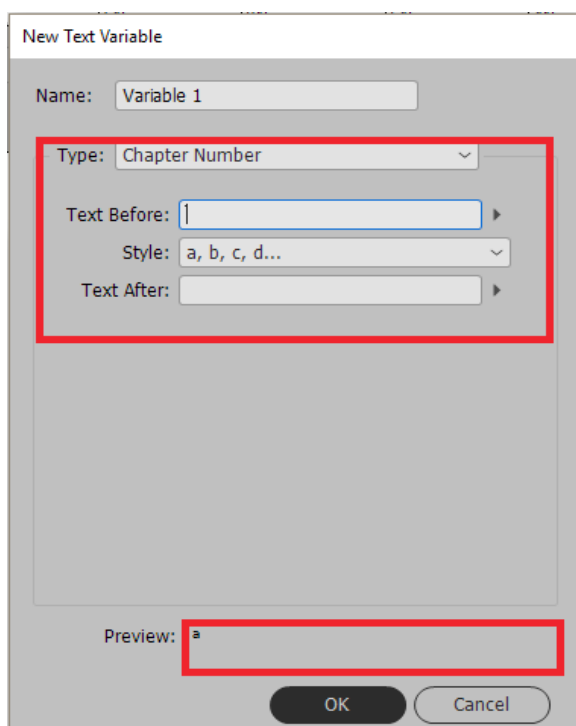 New Text Variable
Name: Variable 1
Type: Chapter Number
Text Before:
Style: a, b, c, d...
Text After:
Preview: a
OK Cancel